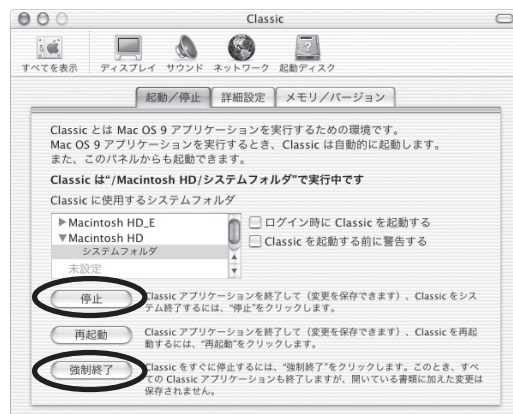 Classic
すべてを表示 ディスプレイ サウンド ネットワーク 起動ディスク
起動／停止 詳細設定 メモリ／バージョン
Classic とは Mac OS 9 アプリケーションを実行するための環境です。
Mac OS 9 アプリケーションを実行するとき、Classic は自動的に起動します。
また、このパネルからも起動できます。
Classic は“/Macintosh HD/システムフォルダ”で実行中です
Classic に使用するシステムフォルダ
Macintosh HD_E
Macintosh HD
システムフォルダ
未設定
ログイン時に Classic を起動する
Classic を起動する前に警告する
停止
Classic アプリケーションを終了して（変更を保存できます）、Classic をシス
テム終了するには、“停止”をクリックします。
再起動
Classic アプリケーションを終了して（変更を保存できます）、Classic を再起
動するには、“再起動”をクリックします。
強制終了
Classic をすぐに停止するには、“強制終了”をクリックします。このとき、すべ
ての Classic アプリケーションも終了しますが、開いている書類に加えた変更は
保存されません。